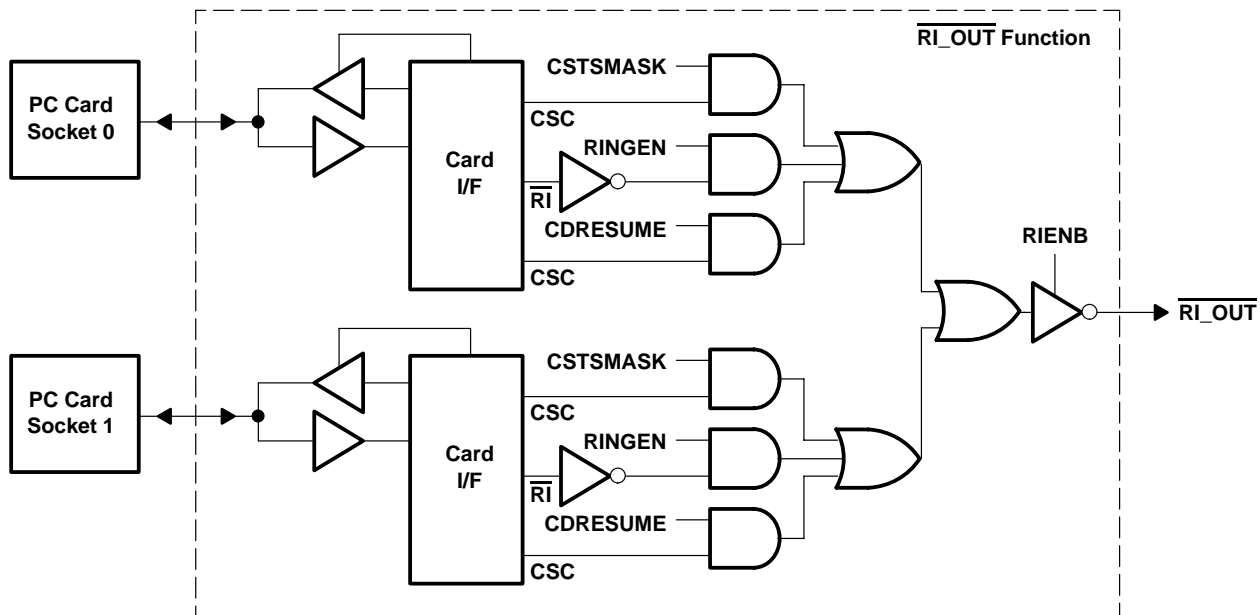 RI_OUT Function
PC Card
Socket 0
Card
I/F
CSTSMASK
CSC
RINGEN
RI
CDRESUME
CSC
RIENB
RI_OUT
PC Card
Socket 1
Card
I/F
CSTSMASK
CSC
RINGEN
RI
CDRESUME
CSC